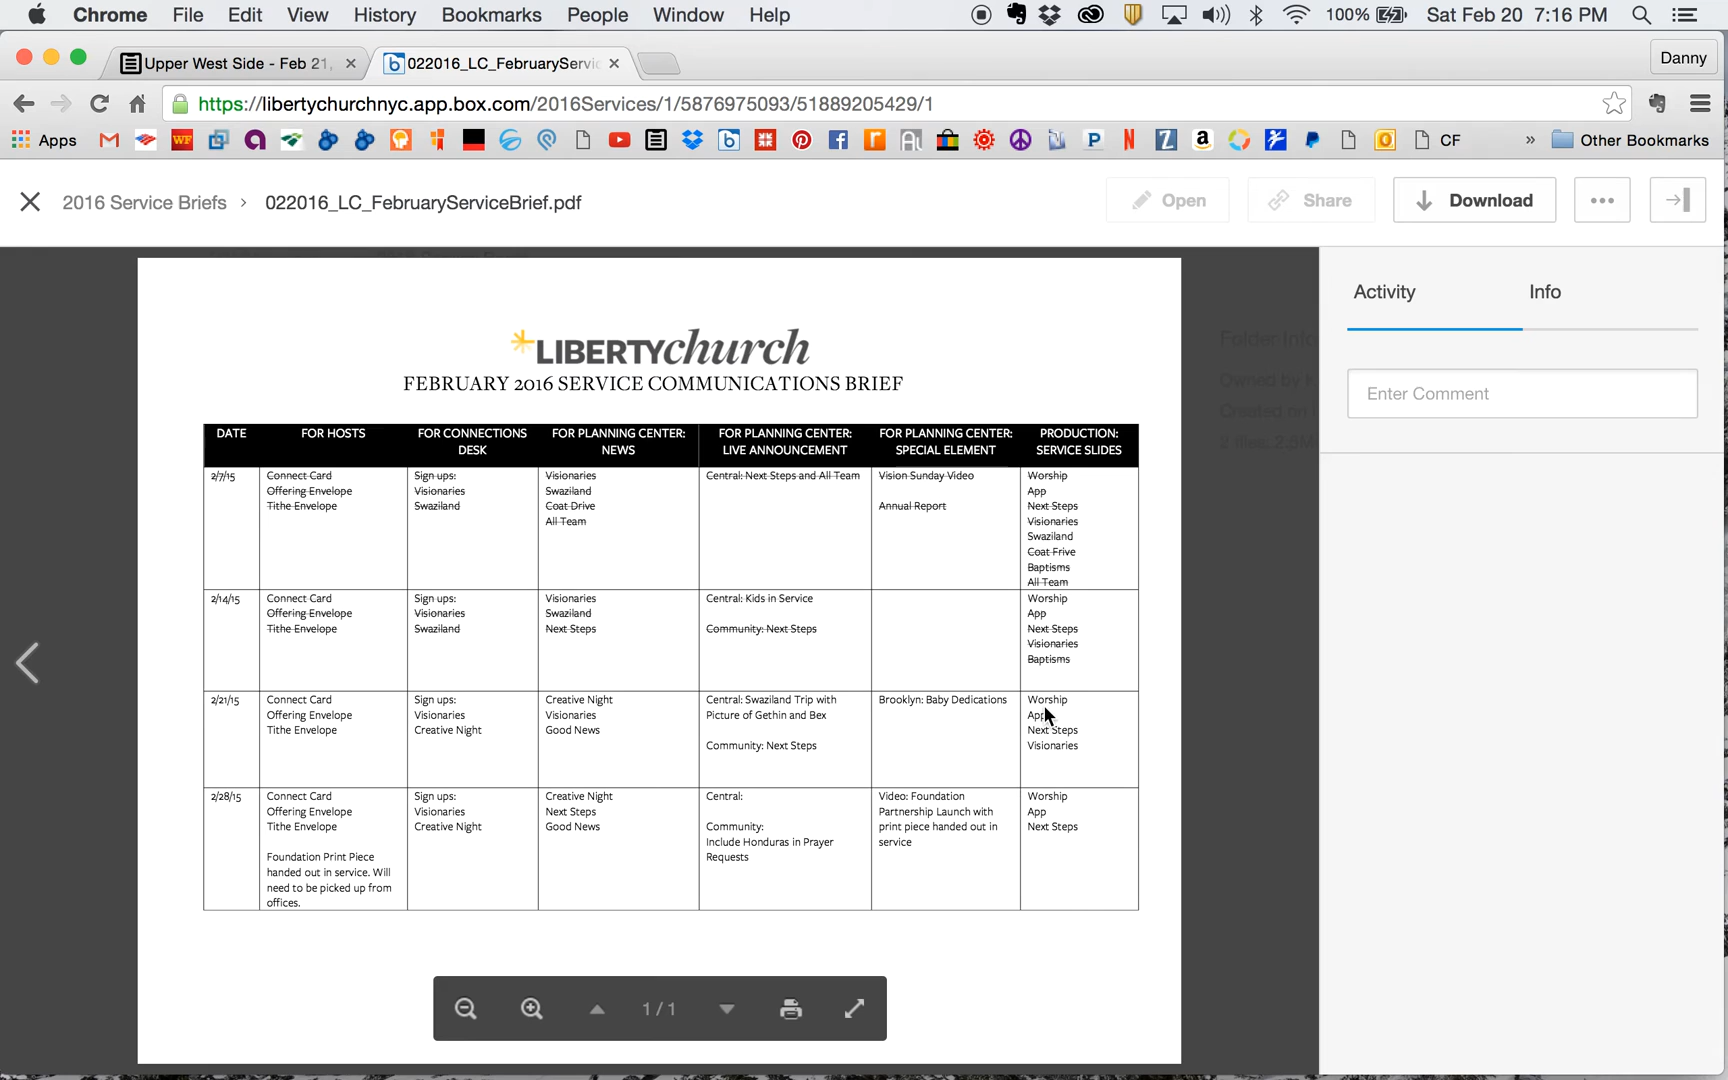 Chrome File Edit View History Bookmarks People Window Help 100% Sat Feb 20 7:16 PM
Upper West Side - Feb 21, 022016_LC_FebruaryServic Danny
https://libertychurchnyc.app.box.com/2016Services/1/5876975093/51889205429/1
Apps CF » Other Bookmarks
2016 Service Briefs › 022016_LC_FebruaryServiceBrief.pdf Open Share Download
Activity Info
Enter Comment
LIBERTYchurch
FEBRUARY 2016 SERVICE COMMUNICATIONS BRIEF
DATE
FOR HOSTS
FOR CONNECTIONS
DESK
FOR PLANNING CENTER:
NEWS
FOR PLANNING CENTER:
LIVE ANNOUNCEMENT
FOR PLANNING CENTER:
SPECIAL ELEMENT
PRODUCTION:
SERVICE SLIDES
2/7/15
Connect Card
Offering Envelope
Tithe Envelope
Sign ups:
Visionaries
Swaziland
Visionaries
Swaziland
Coat Drive
All Team
Central: Next Steps and All Team
Vision Sunday Video
Annual Report
Worship
App
Next Steps
Visionaries
Swaziland
Coat Frive
Baptisms
All Team
2/14/15
Connect Card
Offering Envelope
Tithe Envelope
Sign ups:
Visionaries
Swaziland
Visionaries
Swaziland
Next Steps
Central: Kids in Service
Community: Next Steps
Worship
App
Next Steps
Visionaries
Baptisms
2/21/15
Connect Card
Offering Envelope
Tithe Envelope
Sign ups:
Visionaries
Creative Night
Creative Night
Visionaries
Good News
Central: Swaziland Trip with
Picture of Gethin and Bex
Community: Next Steps
Brooklyn: Baby Dedications
Worship
App
Next Steps
Visionaries
2/28/15
Connect Card
Offering Envelope
Tithe Envelope
Foundation Print Piece
handed out in service. Will
need to be picked up from
offices.
Sign ups:
Visionaries
Creative Night
Creative Night
Next Steps
Good News
Central:
Community:
Include Honduras in Prayer
Requests
Video: Foundation
Partnership Launch with
print piece handed out in
service
Worship
App
Next Steps
1 / 1